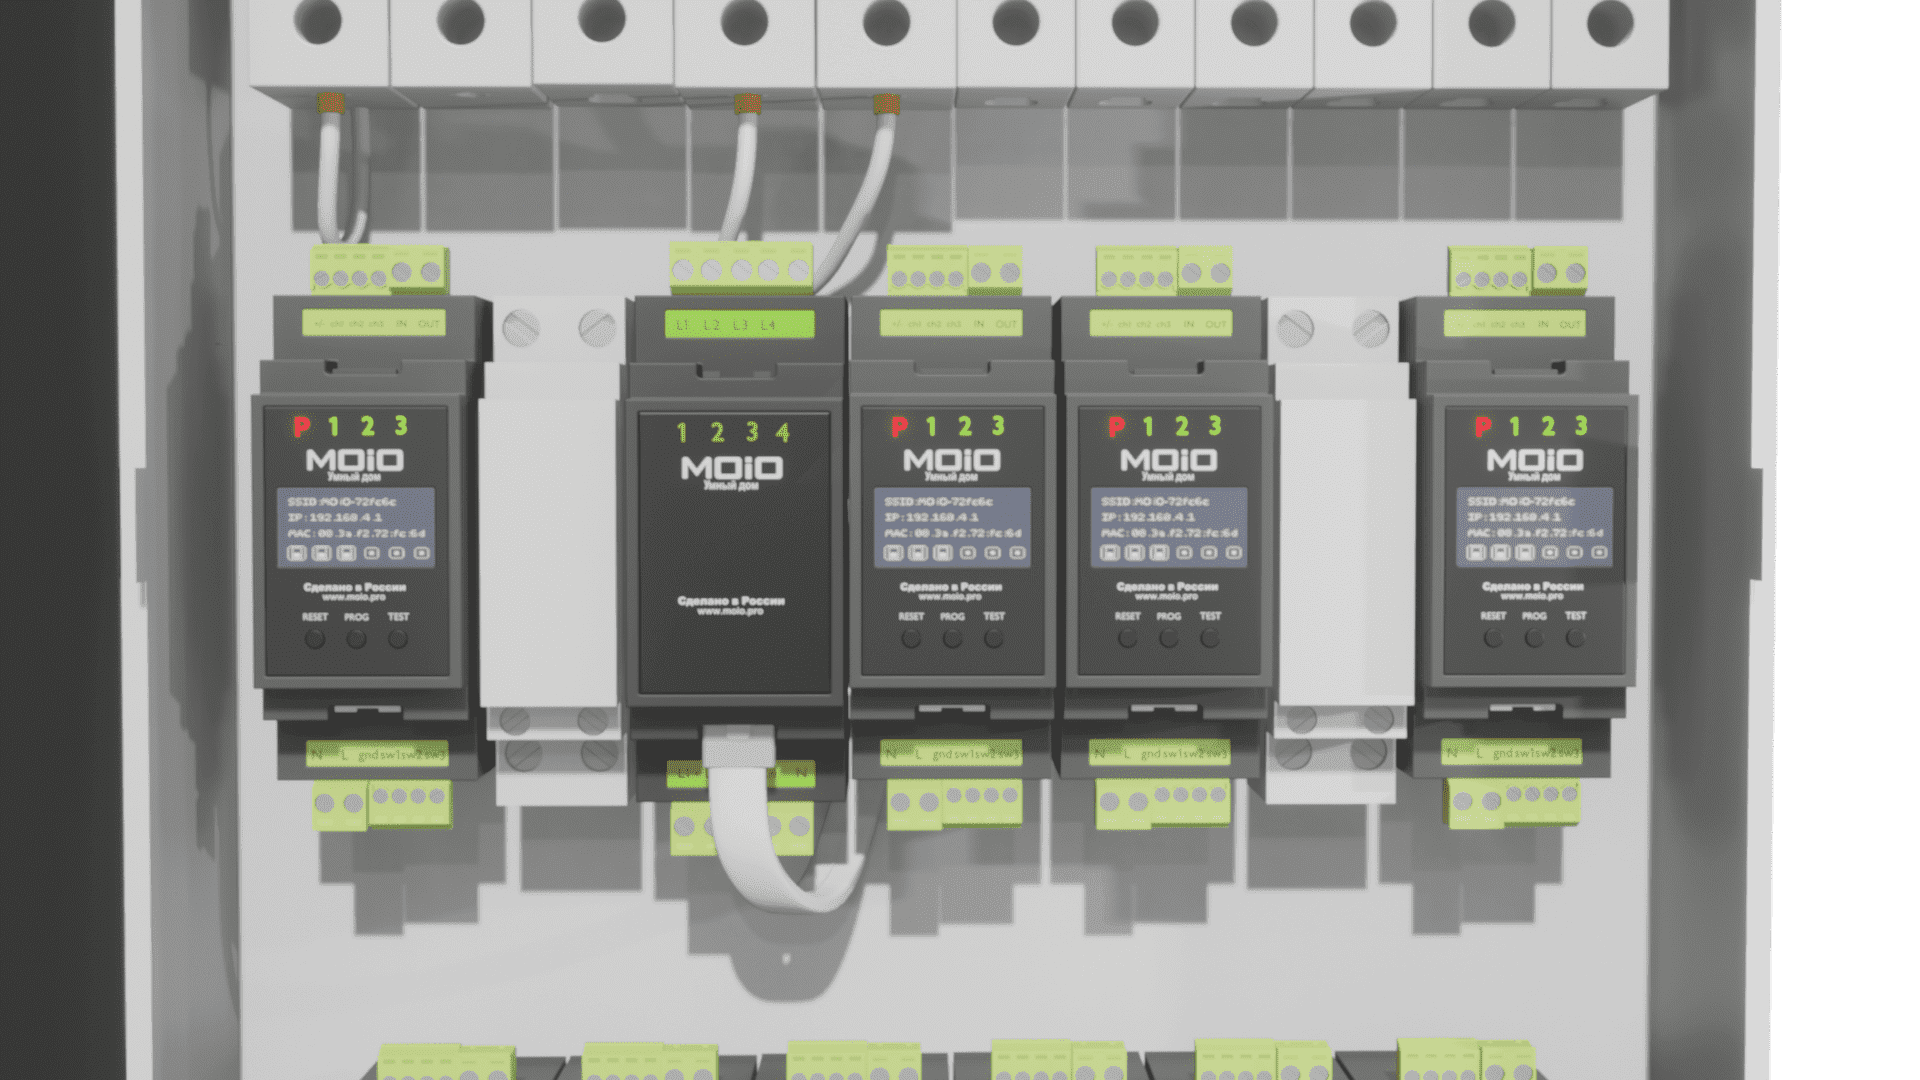 +/- ch1 ch2 ch3 IN OUT
P 1 2 3
MOiO
Умный дом
SSID:MOiO-72fc6c
IP:192.168.4.1
MAC:00.3a.f2.72:fc:6d
Сделано в России
www.moio.pro
RESET PROG TEST
N L gnd sw1 sw2 sw3
L1 L2 L3 L4
1 2 3 4
MOiO
Умный дом
Сделано в России
www.moio.pro
N
+/- ch1 ch2 ch3 IN OUT
P 1 2 3
MOiO
Умный дом
SSID:MOiO-72fc6c
IP:192.168.4.1
MAC:00.3a.f2.72:fc:6d
Сделано в России
www.moio.pro
RESET PROG TEST
N L gnd sw1 sw2 sw3
+/- ch1 ch2 ch3 IN OUT
P 1 2 3
MOiO
Умный дом
SSID:MOiO-72fc6c
IP:192.168.4.1
MAC:00.3a.f2.72:fc:6d
Сделано в России
www.moio.pro
RESET PROG TEST
N L gnd sw1 sw2 sw3
+/- ch1 ch2 ch3 IN OUT
P 1 2 3
MOiO
Умный дом
SSID:MOiO-72fc6c
IP:192.168.4.1
MAC:00.3a.f2.72:fc:6d
Сделано в России
www.moio.pro
RESET PROG TEST
N L gnd sw1 sw2 sw3